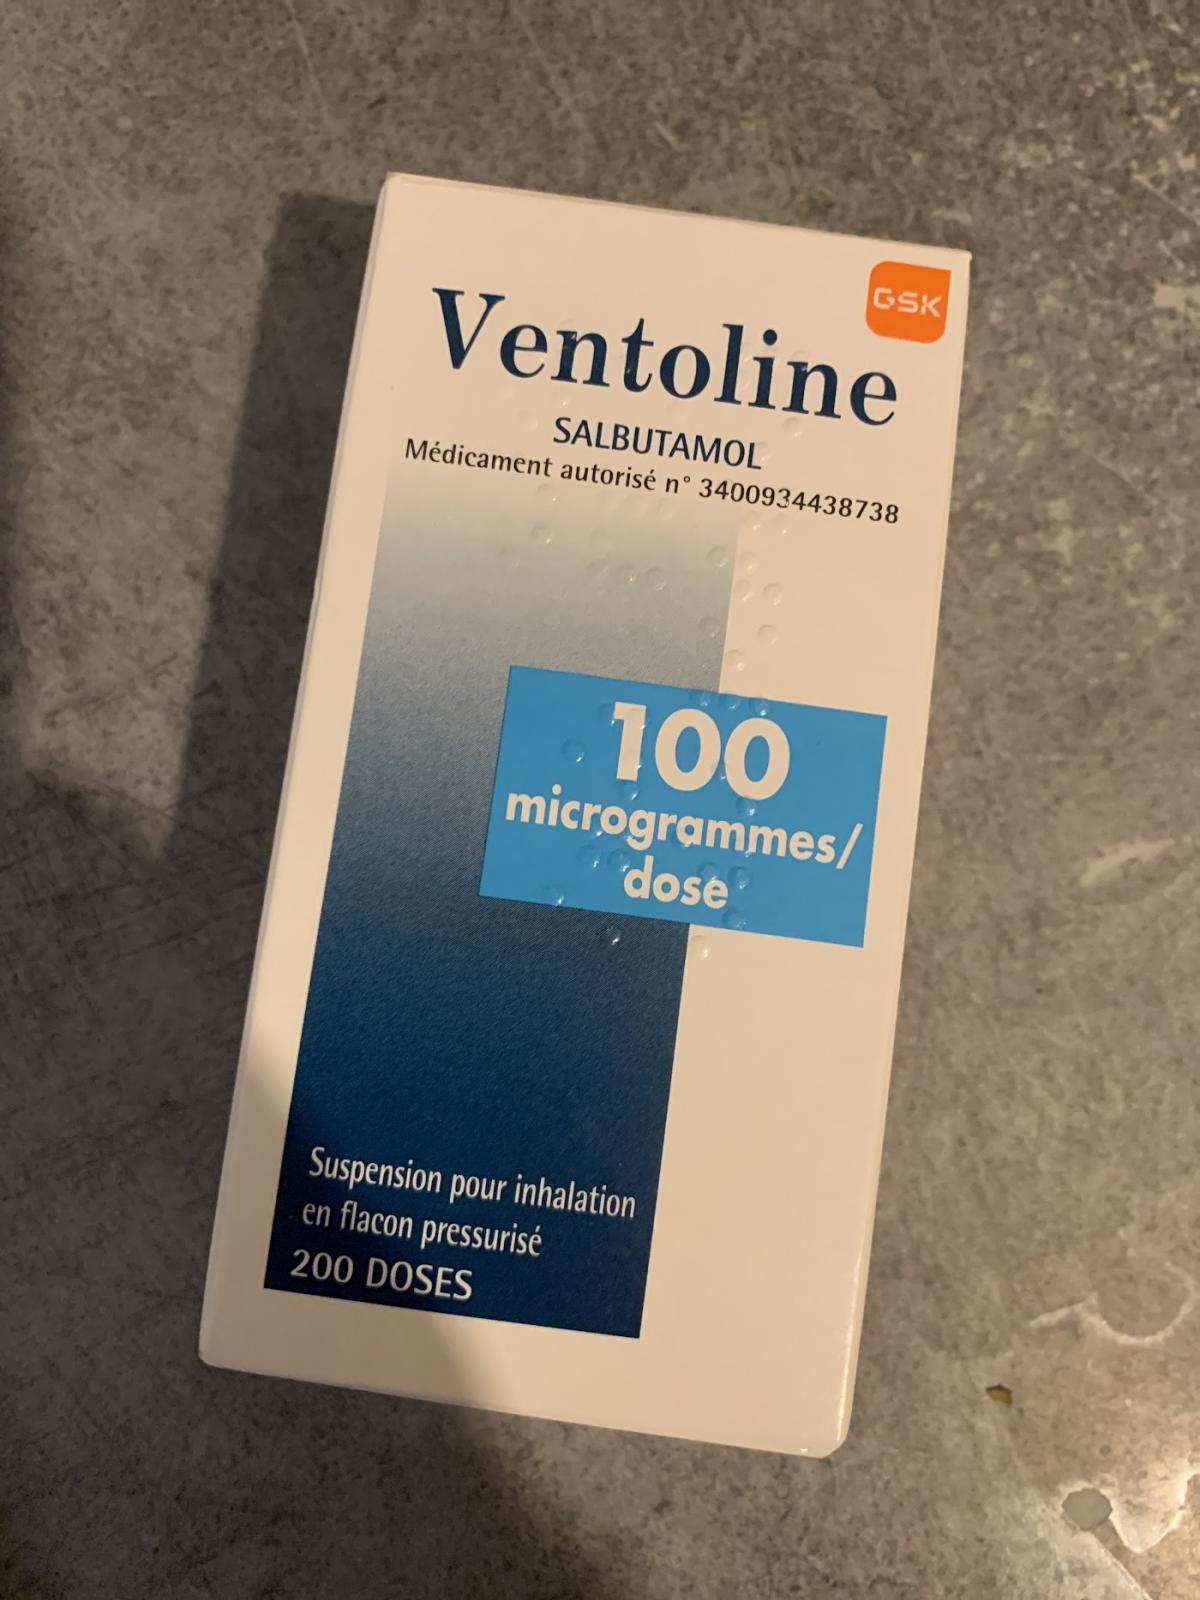 GSK
Ventoline
SALBUTAMOL
Médicament autorisé n° 3400934438738
100
microgrammes/
dose
Suspension pour inhalation
en flacon pressurisé
200 DOSES